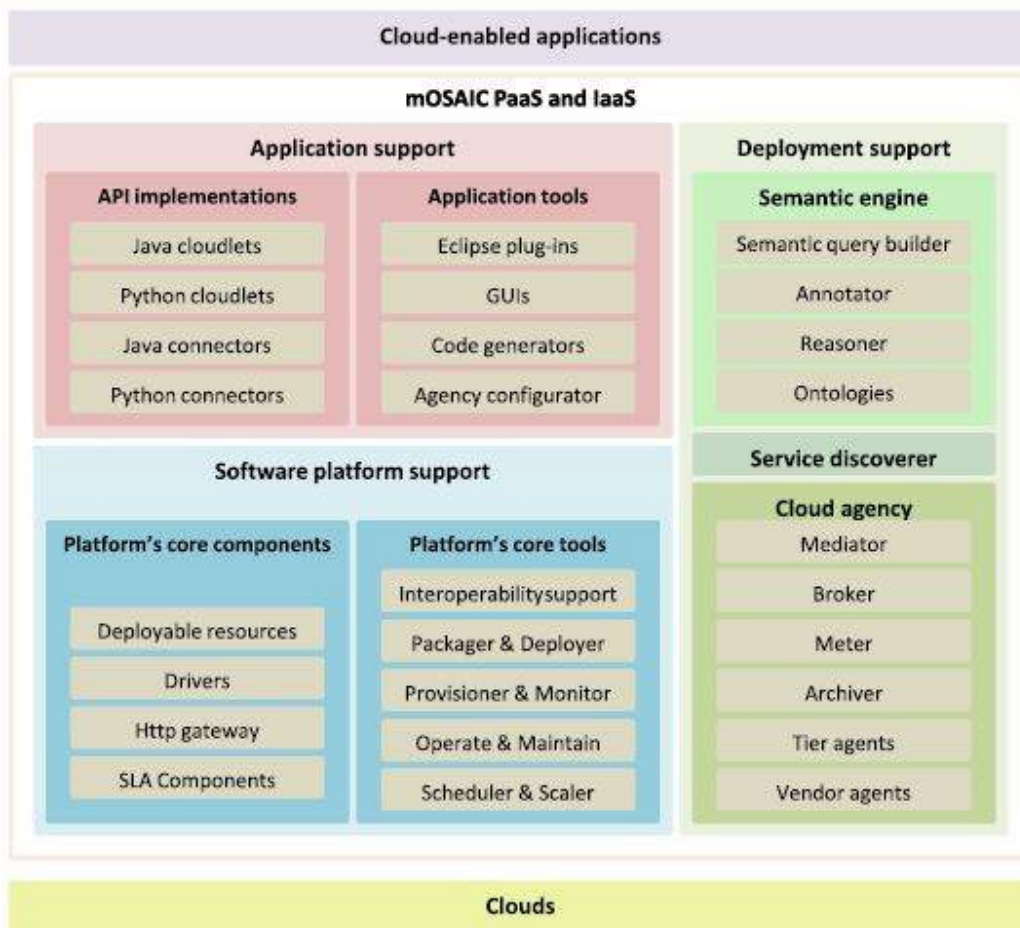 Cloud-enabled applications
mOSAIC PaaS and IaaS
Application support
API implementations
Java cloudlets
Python cloudlets
Java connectors
Python connectors
Application tools
Eclipse plug-ins
GUIs
Code generators
Agency configurator
Software platform support
Platform's core components
Deployable resources
Drivers
Http gateway
SLA Components
Platform's core tools
Interoperability support
Packager & Deployer
Provisioner & Monitor
Operate & Maintain
Scheduler & Scaler
Deployment support
Semantic engine
Semantic query builder
Annotator
Reasoner
Ontologies
Service discoverer
Cloud agency
Mediator
Broker
Meter
Archiver
Tier agents
Vendor agents
Clouds